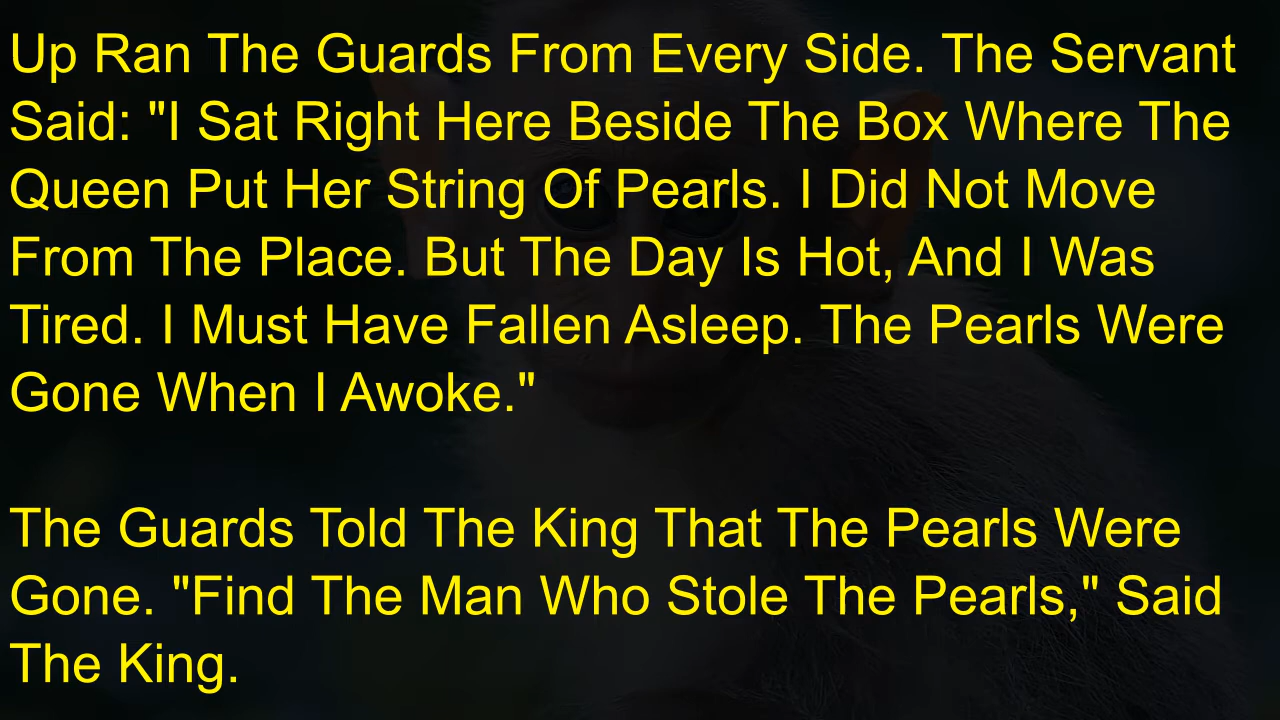 Up Ran The Guards From Every Side. The Servant
Said: "I Sat Right Here Beside The Box Where The
Queen Put Her String Of Pearls. I Did Not Move
From The Place. But The Day Is Hot, And I Was
Tired. I Must Have Fallen Asleep. The Pearls Were
Gone When I Awoke."
The Guards Told The King That The Pearls Were
Gone. "Find The Man Who Stole The Pearls," Said
The King.